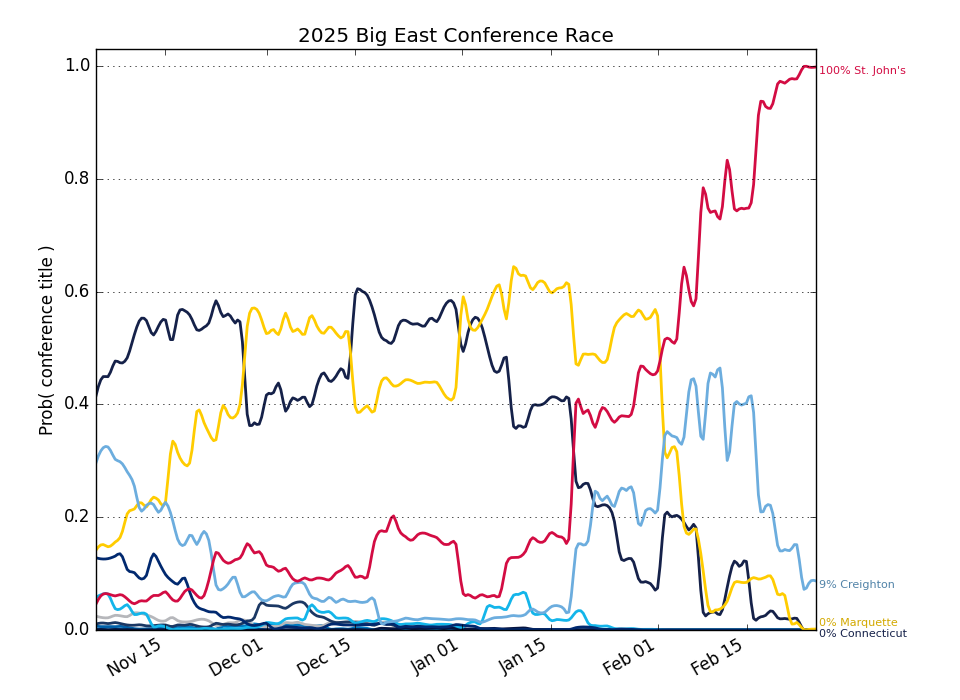 2025 Big East Conference Race
1.0
0.8
0.6
0.4
0.2
0.0
Prob( conference title )
100% St. John's
9% Creighton
0% Marquette
0% Connecticut
Nov 15
Dec 01
Dec 15
Jan 01
Jan 15
Feb 01
Feb 15